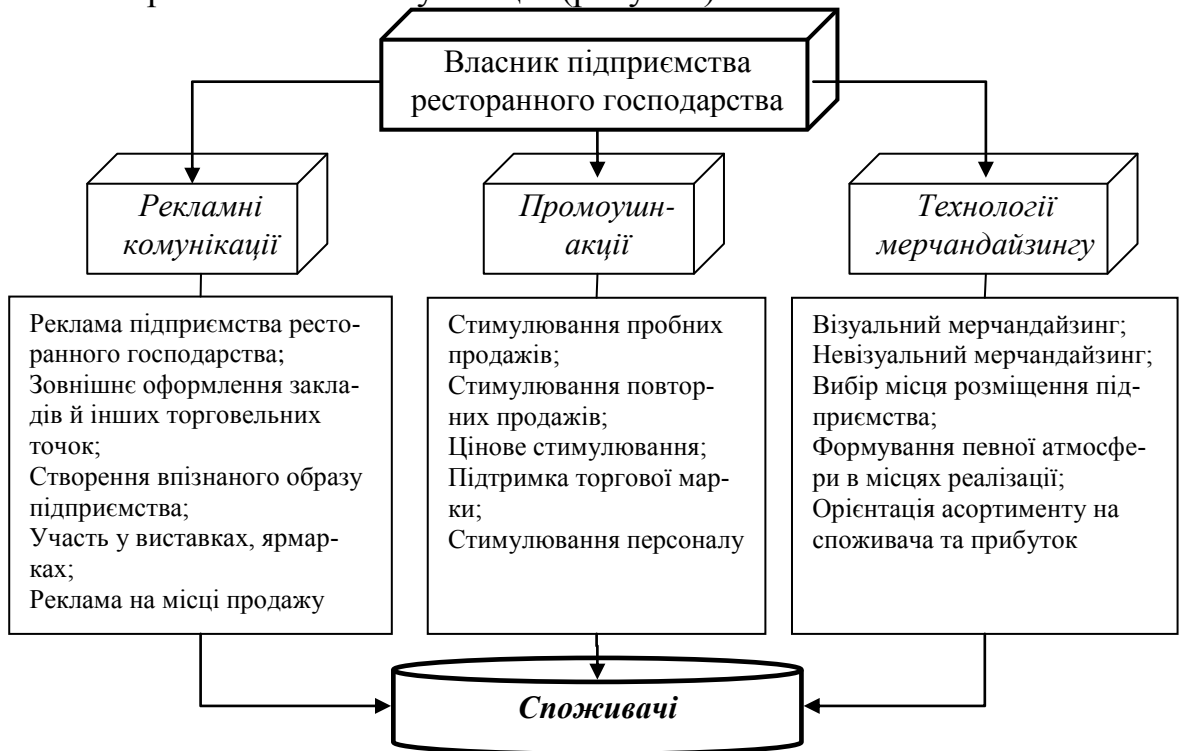 Власник підприємства
ресторанного господарства
Рекламні
комунікації
Реклама підприємства ресто-
ранного господарства;
Зовнішнє оформлення закла-
дів й інших торговельних
точок;
Створення впізнаного образу
підприємства;
Участь у виставках, ярмар-
ках;
Реклама на місці продажу
Промоушн-
акції
Стимулювання пробних
продажів;
Стимулювання повтор-
них продажів;
Цінове стимулювання;
Підтримка торгової мар-
ки;
Стимулювання персоналу
Технології
мерчандайзингу
Візуальний мерчандайзинг;
Невізуальний мерчандайзинг;
Вибір місця розміщення під-
приємства;
Формування певної атмосфе-
ри в місцях реалізації;
Орієнтація асортименту на
споживача та прибуток
Споживачі